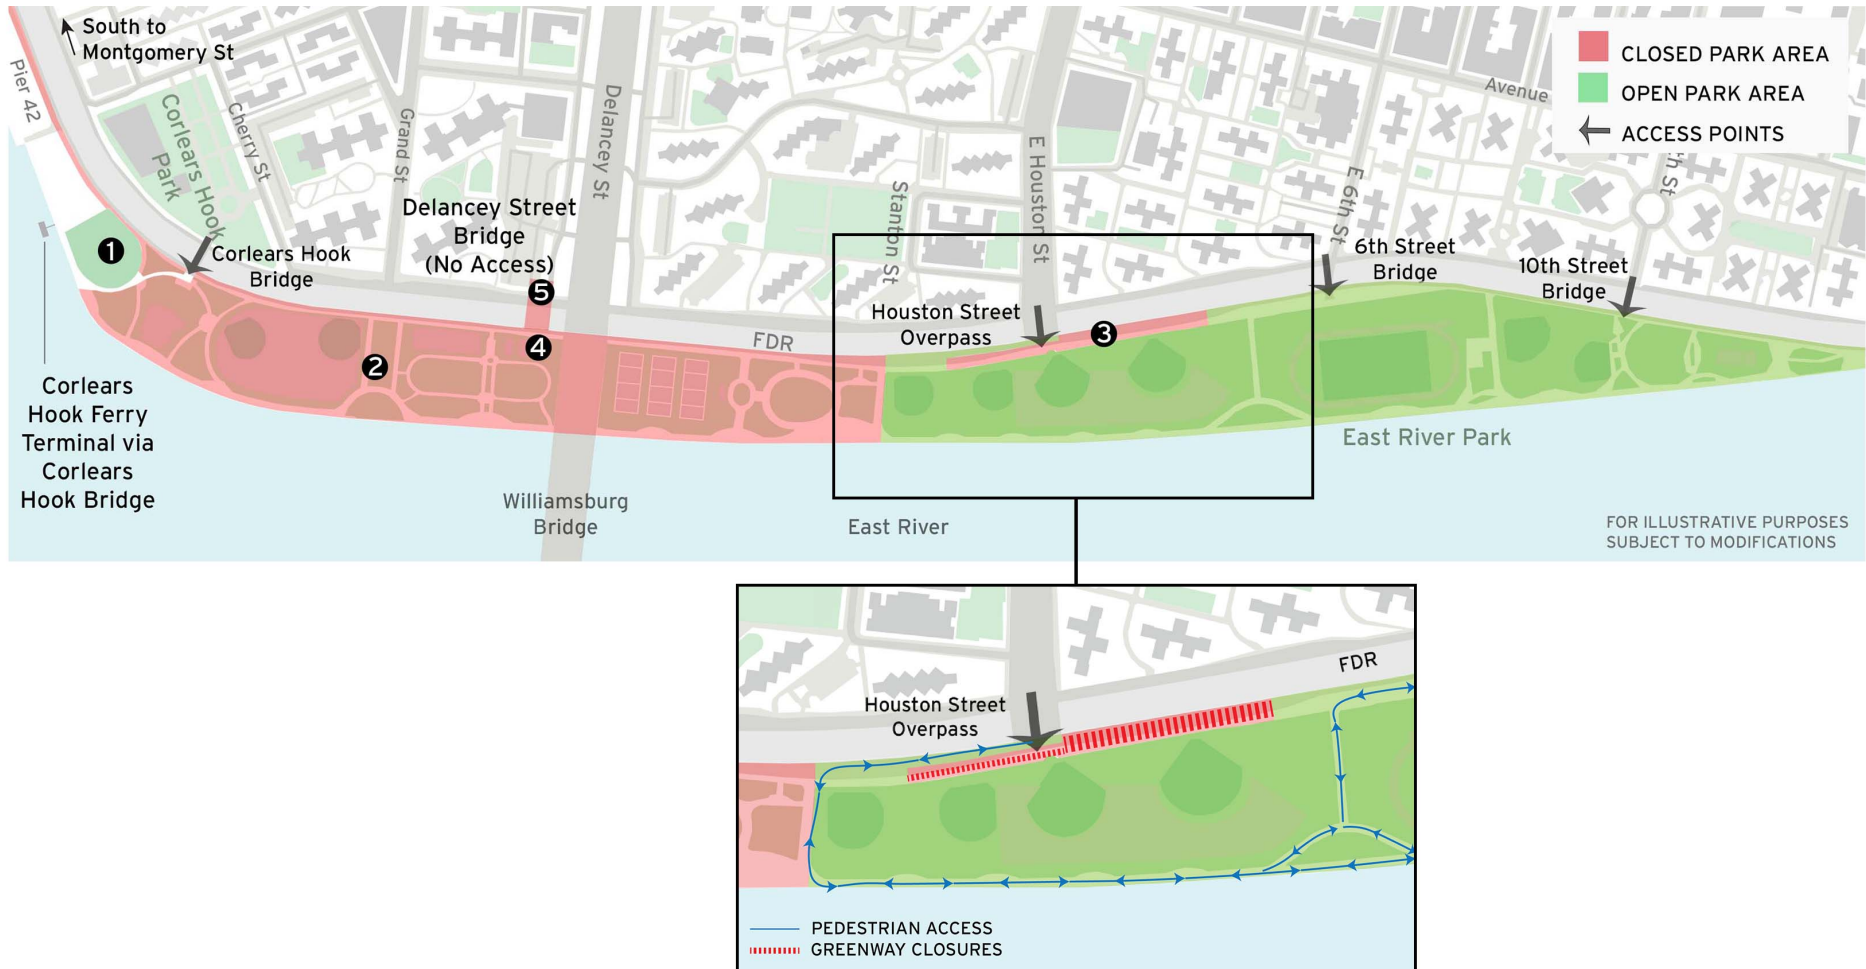 South to
Montgomery St
Pier 42
Corlears Hook
Park
Cherry St
Grand St
Delancey St
Delancey Street
Bridge
(No Access)
5
4
1
2
3
Corlears Hook
Bridge
Corlears
Hook Ferry
Terminal via
Corlears
Hook Bridge
Williamsburg
Bridge
FDR
Stanton St
E Houston St
Houston Street
Overpass
E 6th St
6th Street
Bridge
10th Street
Bridge
Avenue
St
CLOSED PARK AREA
OPEN PARK AREA
ACCESS POINTS
East River Park
East River
FOR ILLUSTRATIVE PURPOSES
SUBJECT TO MODIFICATIONS
FDR
Houston Street
Overpass
PEDESTRIAN ACCESS
GREENWAY CLOSURES